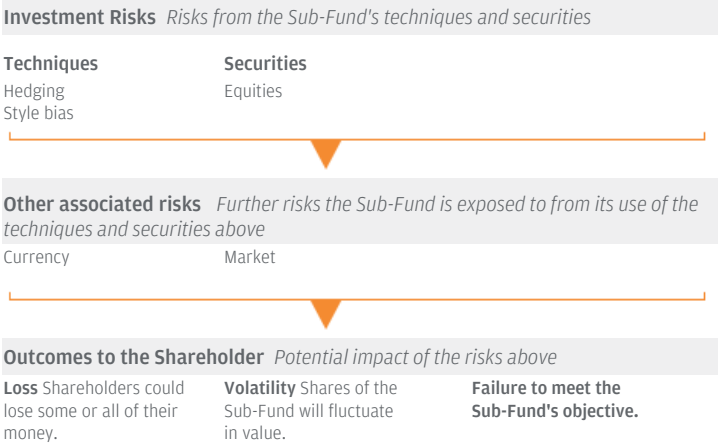 Investment Risks Risks from the Sub-Fund's techniques and securities
Techniques Securities
Hedging Equities
Style bias
Other associated risks Further risks the Sub-Fund is exposed to from its use of the
techniques and securities above
Currency Market
Outcomes to the Shareholder Potential impact of the risks above
Loss Shareholders could
lose some or all of their
money.
Volatility Shares of the
Sub-Fund will fluctuate
in value.
Failure to meet the
Sub-Fund's objective.